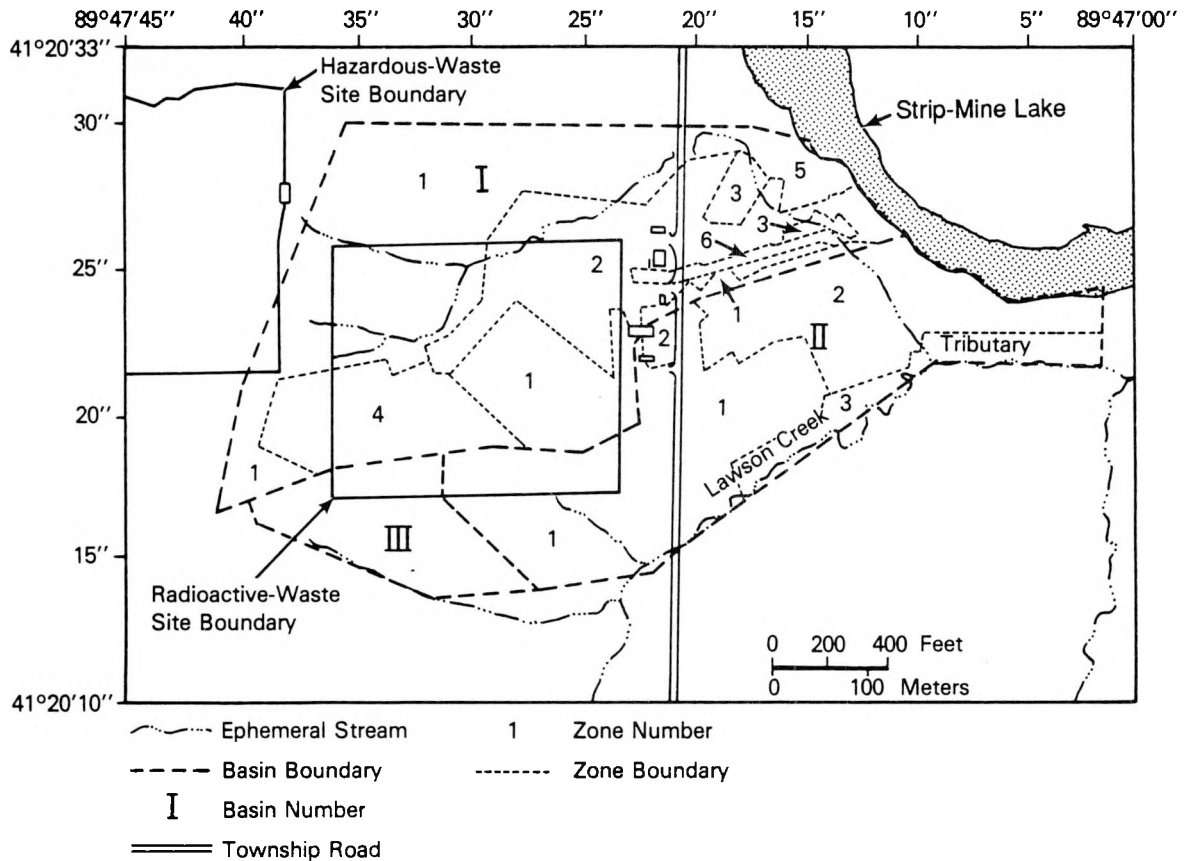 89°47'45'' 40'' 35'' 30'' 25'' 20'' 15'' 10'' 5'' 89°47'00''
41°20'33''
Hazardous-Waste
Site Boundary
Strip-Mine Lake
30''
1 I 5
3
3
6
25''
2
2
1
II
2
Tributary
1
20''
4
1
3
Lawson Creek
1
III
1
15''
Radioactive-Waste
Site Boundary
0 200 400 Feet
0 100 Meters
41°20'10''
Ephemeral Stream
1 Zone Number
Basin Boundary
Zone Boundary
I Basin Number
Township Road